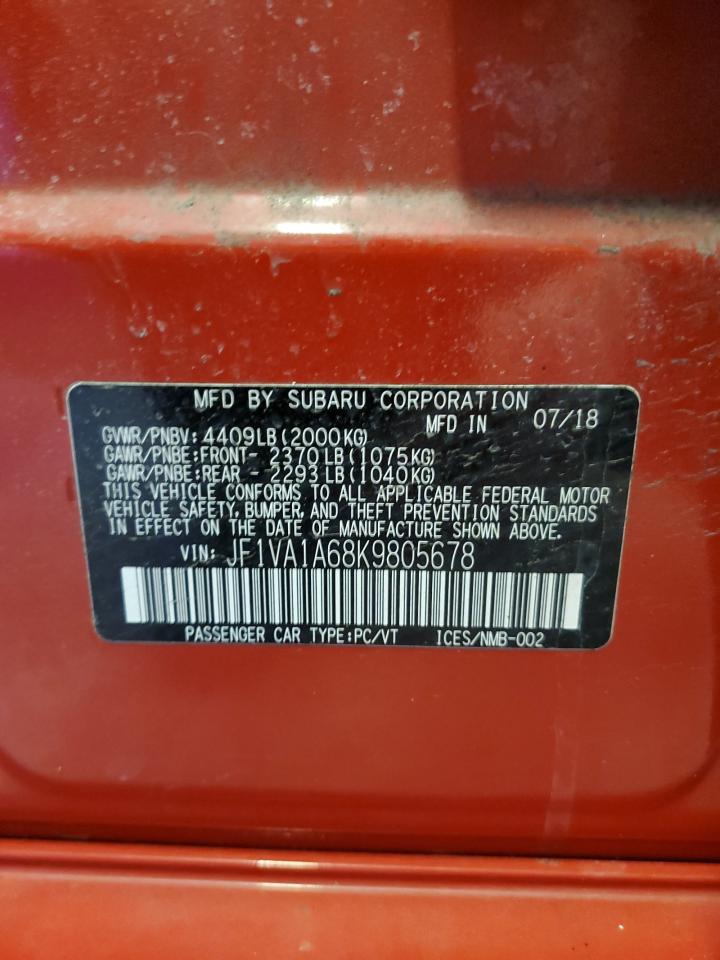 MFD BY SUBARU CORPORATION
MFD IN 07/18
GVWR/PNBV: 4409LB(2000KG)
GAWR/PNBE:FRONT- 2370LB(1075KG)
GAWR/PNBE:REAR - 2293LB(1040KG)
THIS VEHICLE CONFORMS TO ALL APPLICABLE FEDERAL MOTOR
VEHICLE SAFETY, BUMPER, AND THEFT PREVENTION STANDARDS
IN EFFECT ON THE DATE OF MANUFACTURE SHOWN ABOVE.
VIN: JF1VA1A68K9805678
PASSENGER CAR TYPE:PC/VT ICES/NMB-002